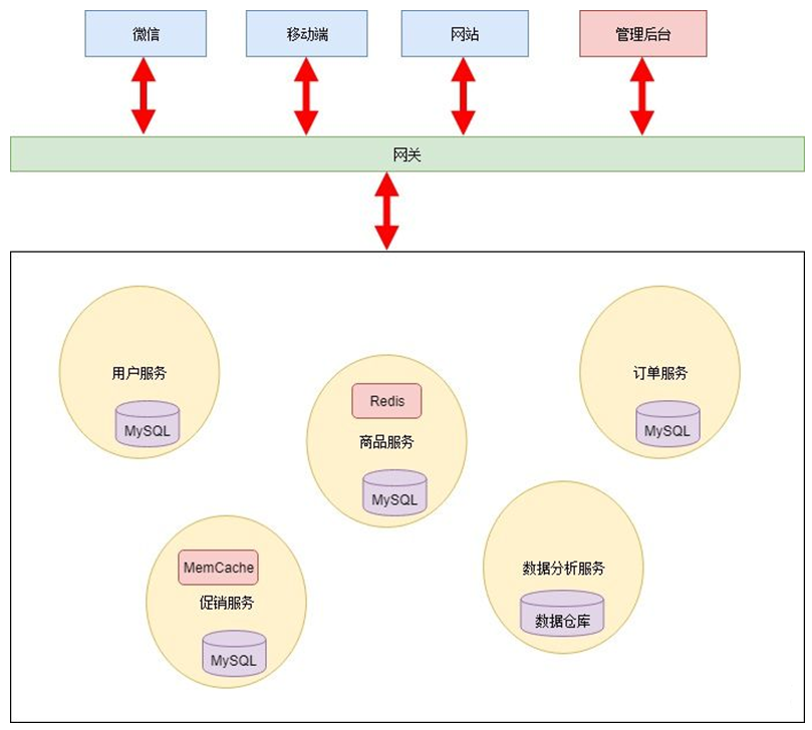 微信
移动端
网站
管理后台
网关
用户服务
MySQL
Redis
商品服务
MySQL
订单服务
MySQL
MemCache
促销服务
MySQL
数据分析服务
数据仓库